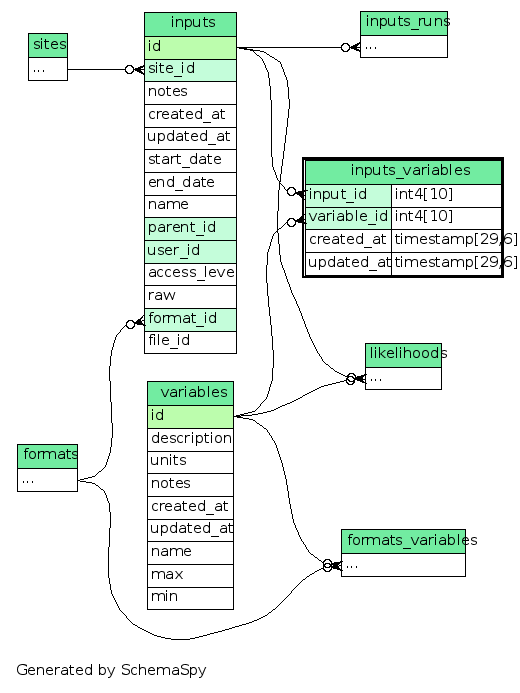 sites
...
inputs
id
site_id
notes
created_at
updated_at
start_date
end_date
name
parent_id
user_id
access_leve
raw
format_id
file_id
inputs_runs
...
inputs_variables
input_id int4[10]
variable_id int4[10]
created_at timestamp[29,6]
updated_at timestamp[29,6]
likelihoods
...
variables
id
description
units
notes
created_at
updated_at
name
max
min
formats
...
formats_variables
...
Generated by SchemaSpy